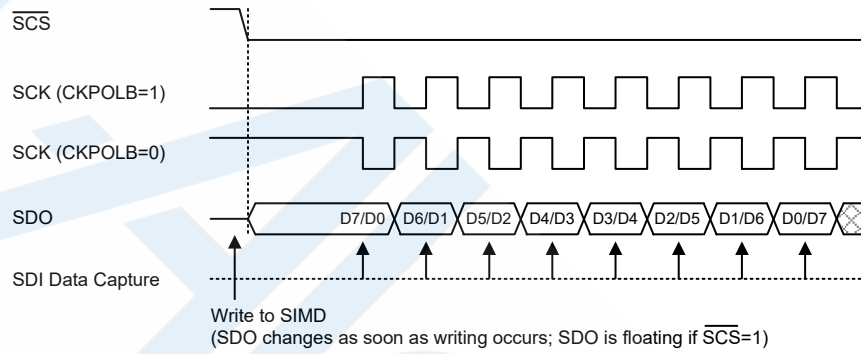 SCS
SCK (CKPOLB=1)
SCK (CKPOLB=0)
SDO D7/D0 D6/D1 D5/D2 D4/D3 D3/D4 D2/D5 D1/D6 D0/D7
SDI Data Capture
Write to SIMD
(SDO changes as soon as writing occurs; SDO is floating if SCS=1)